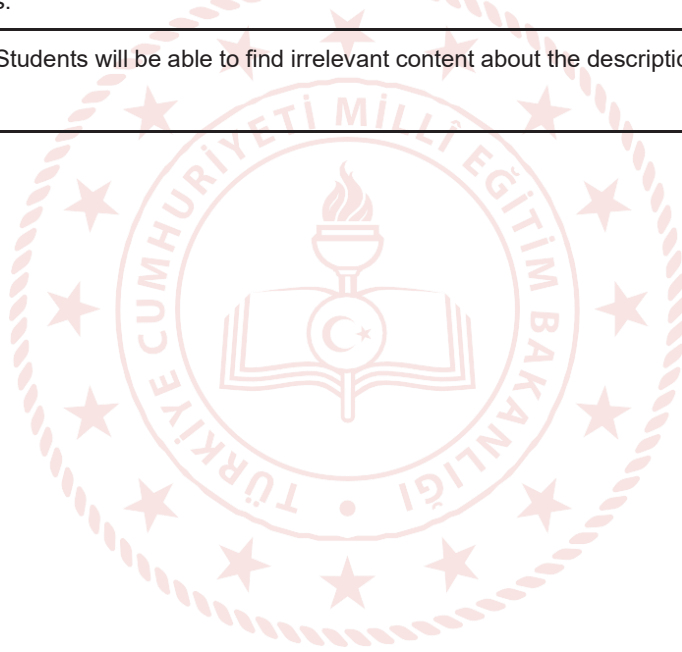 s.
Students will be able to find irrelevant content about the descriptio
TÜRKİYE CUMHURİYETİ MİLLÎ EĞİTİM BAKANLIĞI